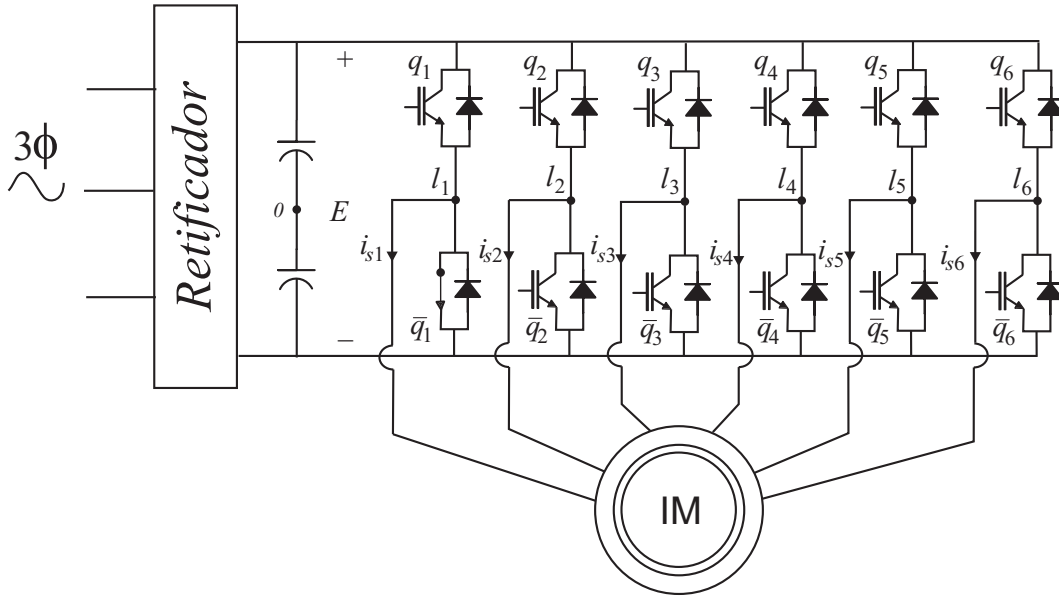 3ϕ
Retificador
+
0
E
−
q1
q2
q3
q4
q5
q6
l1
l2
l3
l4
l5
l6
is1
is2
is3
is4
is5
is6
q̅1
q̅2
q̅3
q̅4
q̅5
q̅6
IM